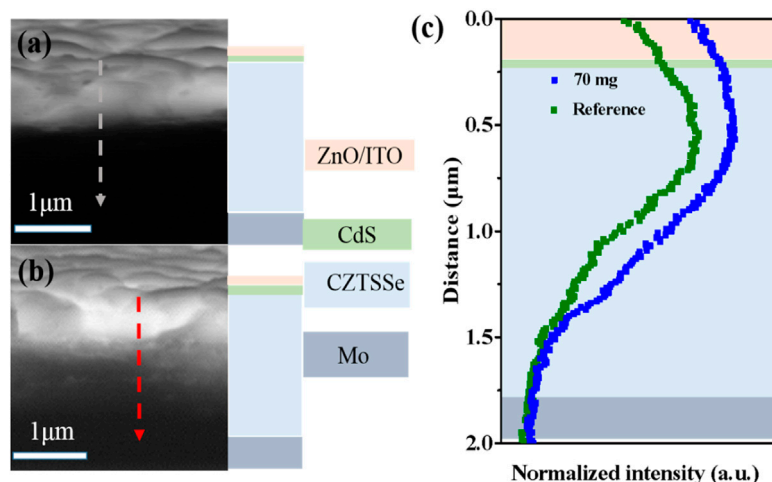 (a)
1μm
(b)
1μm
ZnO/ITO
CdS
CZTSSe
Mo
(c)
0.0
0.5
1.0
1.5
2.0
Distance (μm)
70 mg
Reference
Normalized intensity (a.u.)